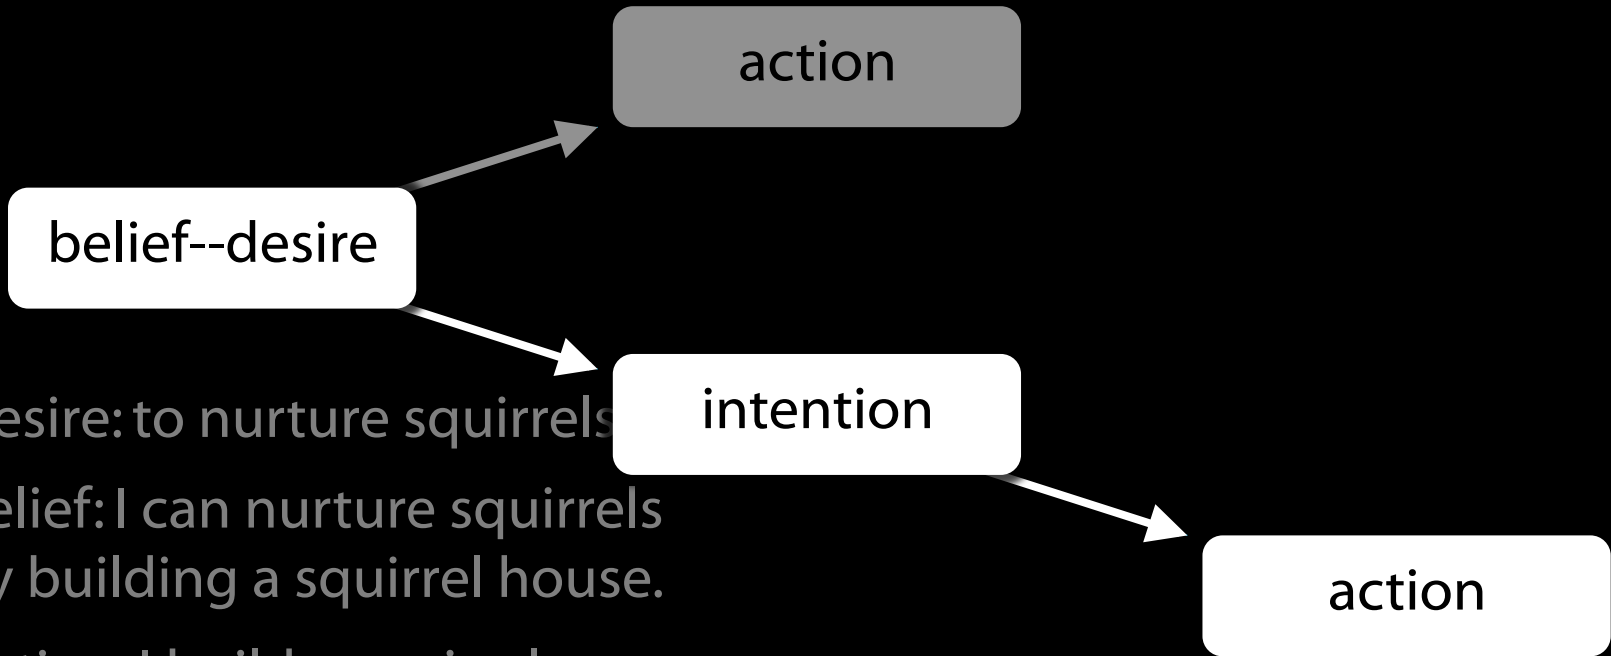 action
belief--desire
intention
esire: to nurture squirrels
elief: I can nurture squirrels
y building a squirrel house.
action